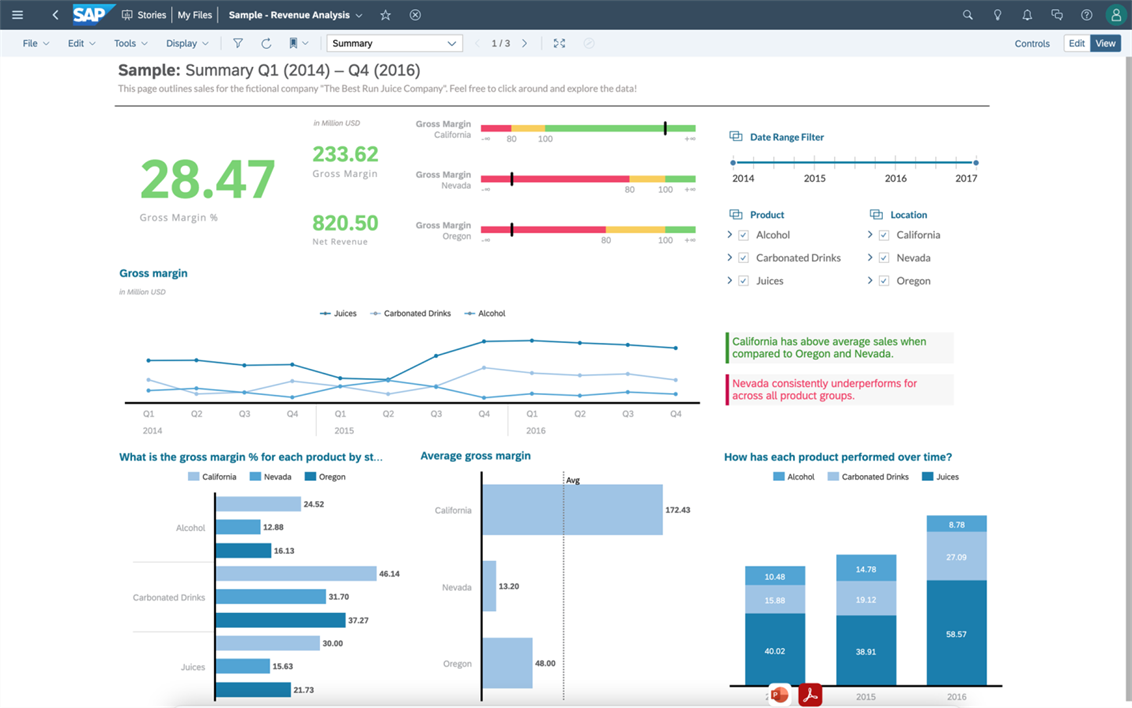 SAP Stories My Files Sample - Revenue Analysis
File Edit Tools Display Summary 1 / 3 Controls Edit View
Sample: Summary Q1 (2014) – Q4 (2016)
This page outlines sales for the fictional company "The Best Run Juice Company". Feel free to click around and explore the data!
28.47
Gross Margin %
in Million USD
233.62
Gross Margin
820.50
Net Revenue
Gross Margin
California
-∞ 80 100 +∞
Gross Margin
Nevada
-∞ 80 100 +∞
Gross Margin
Oregon
-∞ 80 100 +∞
Date Range Filter
2014 2015 2016 2017
Product
Alcohol
Carbonated Drinks
Juices
Location
California
Nevada
Oregon
Gross margin
in Million USD
Juices Carbonated Drinks Alcohol
Q1 Q2 Q3 Q4 Q1 Q2 Q3 Q4 Q1 Q2 Q3 Q4
2014 2015 2016
California has above average sales when
compared to Oregon and Nevada.
Nevada consistently underperforms for
across all product groups.
What is the gross margin % for each product by st...
California Nevada Oregon
Alcohol
24.52
12.88
16.13
Carbonated Drinks
46.14
31.70
37.27
Juices
30.00
15.63
21.73
Average gross margin
Avg
California 172.43
Nevada 13.20
Oregon 48.00
How has each product performed over time?
Alcohol Carbonated Drinks Juices
10.48
15.88
40.02
14.78
19.12
38.91
8.78
27.09
58.57
2015 2016
P